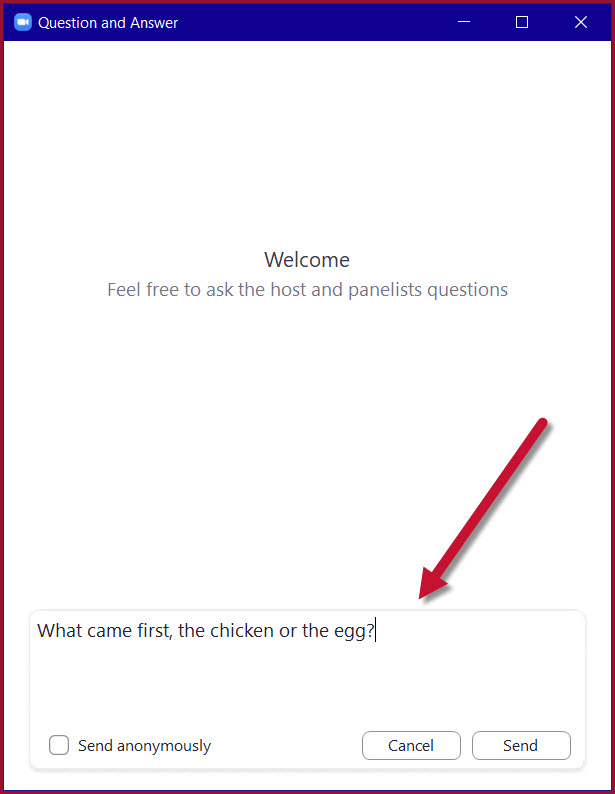 Question and Answer
Welcome
Feel free to ask the host and panelists questions
What came first, the chicken or the egg?
Send anonymously
Cancel
Send